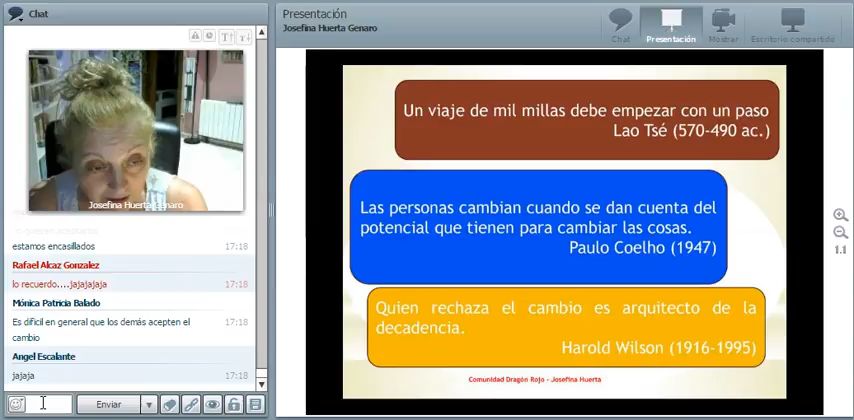 Chat
Josefina Huerta Genaro
estamos encasillados 17:18
Rafael Alcaz Gonzalez
lo recuerdo....jajajajaja 17:18
Mónica Patricia Balado
Es dificil en general que los demás acepten el 17:18
cambio
Angel Escalante
jajaja 17:18
Enviar
Presentación
Josefina Huerta Genaro
Chat
Presentación
Mostrar
Escritorio compartido
Un viaje de mil millas debe empezar con un paso
Lao Tsé (570-490 ac.)
Las personas cambian cuando se dan cuenta del
potencial que tienen para cambiar las cosas.
Paulo Coelho (1947)
Quien rechaza el cambio es arquitecto de la
decadencia.
Harold Wilson (1916-1995)
Comunidad Dragón Rojo - Josefina Huerta
1:1